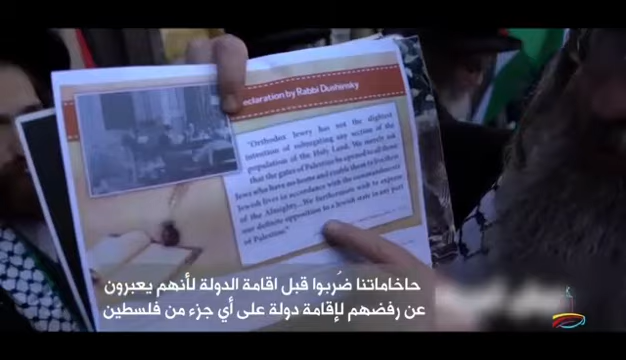 Declaration by Rabbi Dushinsky
"Orthodox Jewry has not the slightest
intention of subjugating any section of the
population of the Holy Land. We merely ask
that the gates of Palestine be opened to all those
Jews who have no home and enable them to live their
Jewish lives in accordance with the commandments
of the Almighty...We furthermore wish to express
our definite opposition to a Jewish state in any part
of Palestine."
حاخاماتنا ضُربوا قبل اقامة الدولة لأنهم يعبرون
عن رفضهم لإقامة دولة على أي جزء من فلسطين